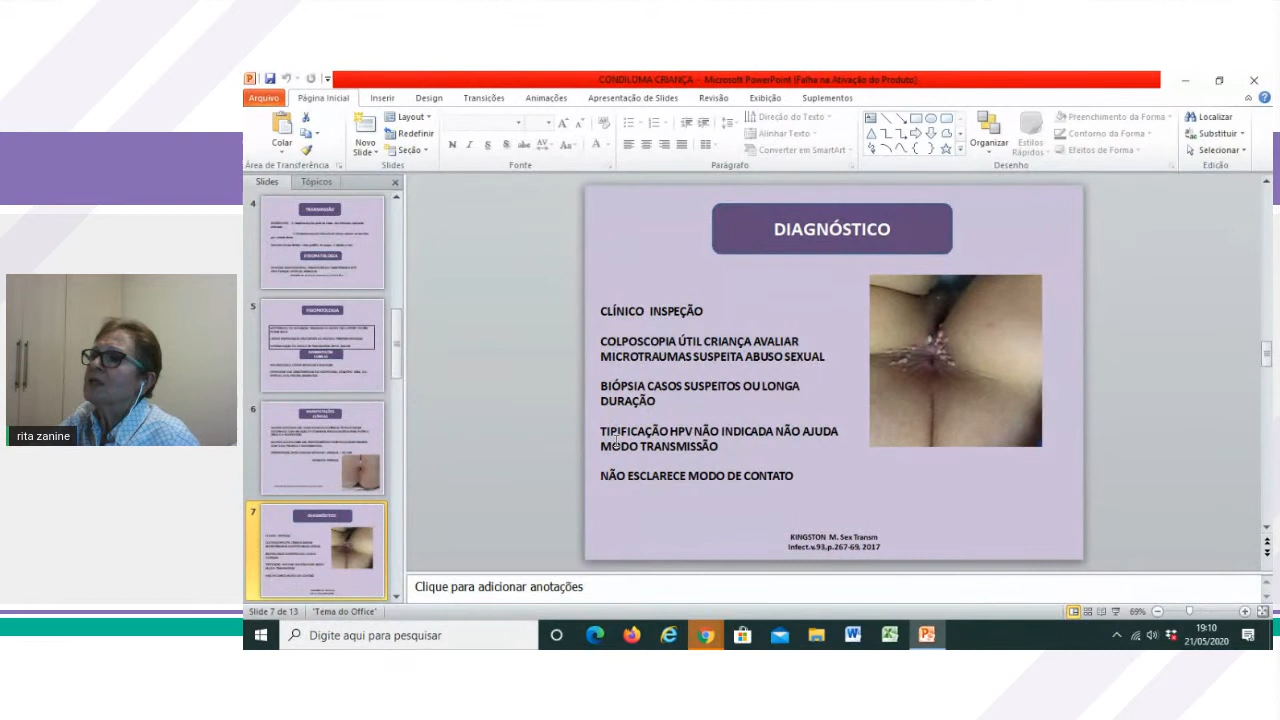 CONDILOMA CRIANÇA - Microsoft PowerPoint (Falha na Ativação do Produto)
Arquivo
Página Inicial
Inserir
Design
Transições
Animações
Apresentação de Slides
Revisão
Exibição
Suplementos
Colar
Novo
Slide
Layout
Redefinir
Seção
Direção do Texto
Alinhar Texto
Converter em SmartArt
Organizar
Estilos
Rápidos
Preenchimento da Forma
Contorno da Forma
Efeitos de Forma
Localizar
Substituir
Selecionar
Área de Transferência
Slides
Fonte
Parágrafo
Desenho
Edição
Slides
Tópicos
4
TRANSMISSÃO
5
6
7
DIAGNÓSTICO
DIAGNÓSTICO
CLÍNICO INSPEÇÃO
COLPOSCOPIA ÚTIL CRIANÇA AVALIAR
MICROTRAUMAS SUSPEITA ABUSO SEXUAL
BIÓPSIA CASOS SUSPEITOS OU LONGA
DURAÇÃO
TIPIFICAÇÃO HPV NÃO INDICADA NÃO AJUDA
MODO TRANSMISSÃO
NÃO ESCLARECE MODO DE CONTATO
KINGSTON M. Sex Transm
Infect.v.93,p.267-69, 2017
rita zanine
Clique para adicionar anotações
Slide 7 de 13
"Tema do Office"
69%
Digite aqui para pesquisar
19:10
21/05/2020